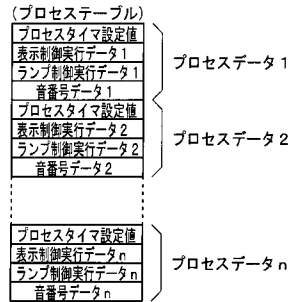 (プロセステーブル)
プロセスタイマ設定値
表示制御実行データ1
ランプ制御実行データ1
音番号データ1
プロセスデータ1
プロセスタイマ設定値
表示制御実行データ2
ランプ制御実行データ2
音番号データ2
プロセスデータ2
プロセスタイマ設定値
表示制御実行データn
ランプ制御実行データn
音番号データn
プロセスデータn